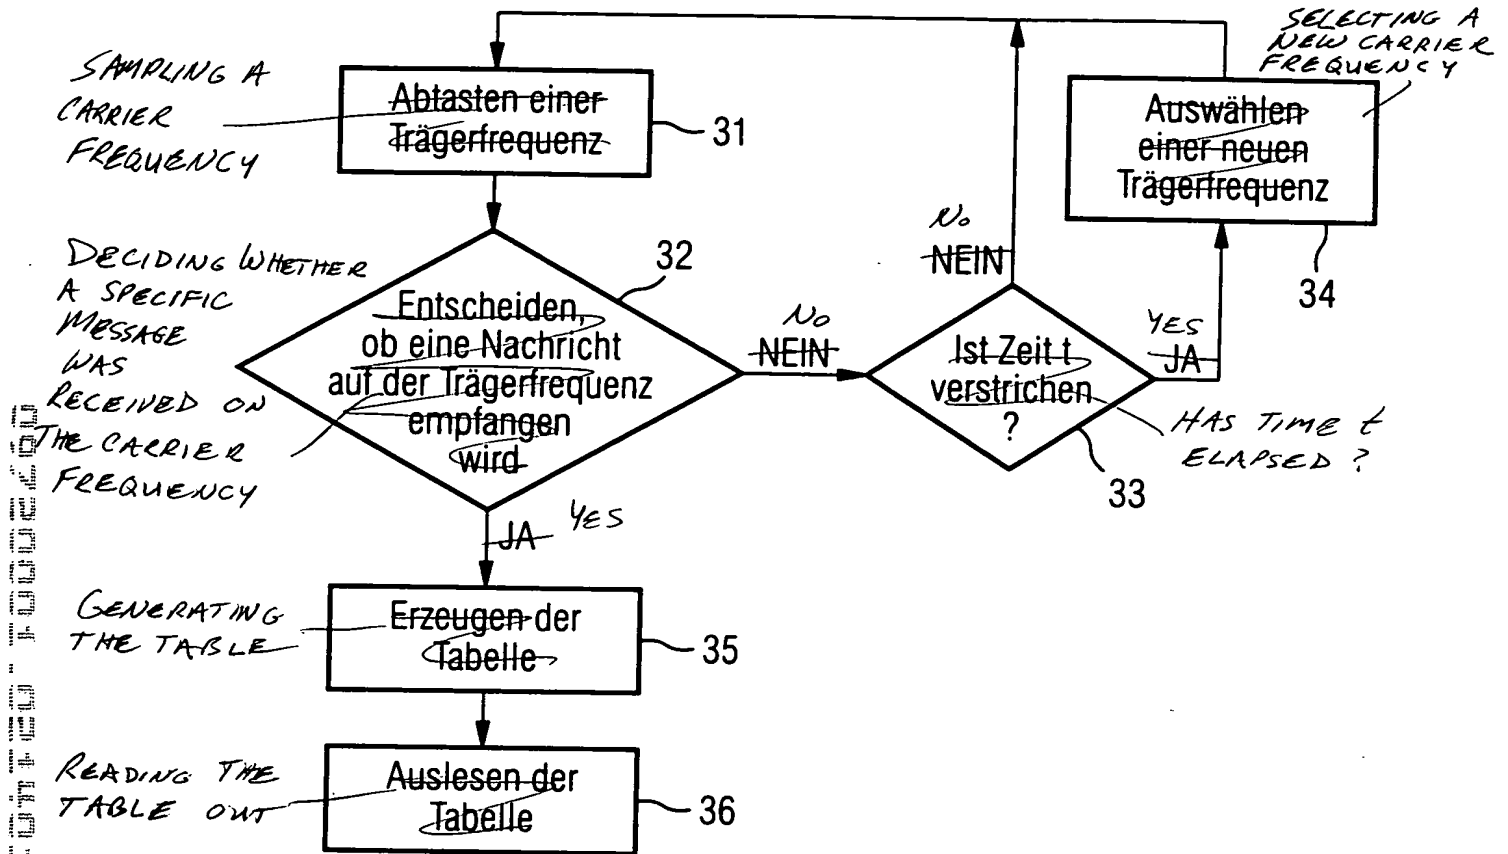 SELECTING A
NEW CARRIER
FREQUENCY
SAMPLING A
CARRIER
FREQUENCY
Abtasten einer
Trägerfrequenz
31
Auswählen
einer neuen
Trägerfrequenz
34
DECIDING WHETHER
A SPECIFIC
MESSAGE
WAS
RECEIVED ON
THE CARRIER
FREQUENCY
32
Entscheiden,
ob eine Nachricht
auf der Trägerfrequenz
empfangen
wird
No
NEIN
No
NEIN
Ist Zeit t
verstrichen
?
33
YES
JA
HAS TIME t
ELAPSED ?
JA
YES
GENERATING
THE TABLE
Erzeugen der
Tabelle
35
READING THE
TABLE OUT
Auslesen der
Tabelle
36